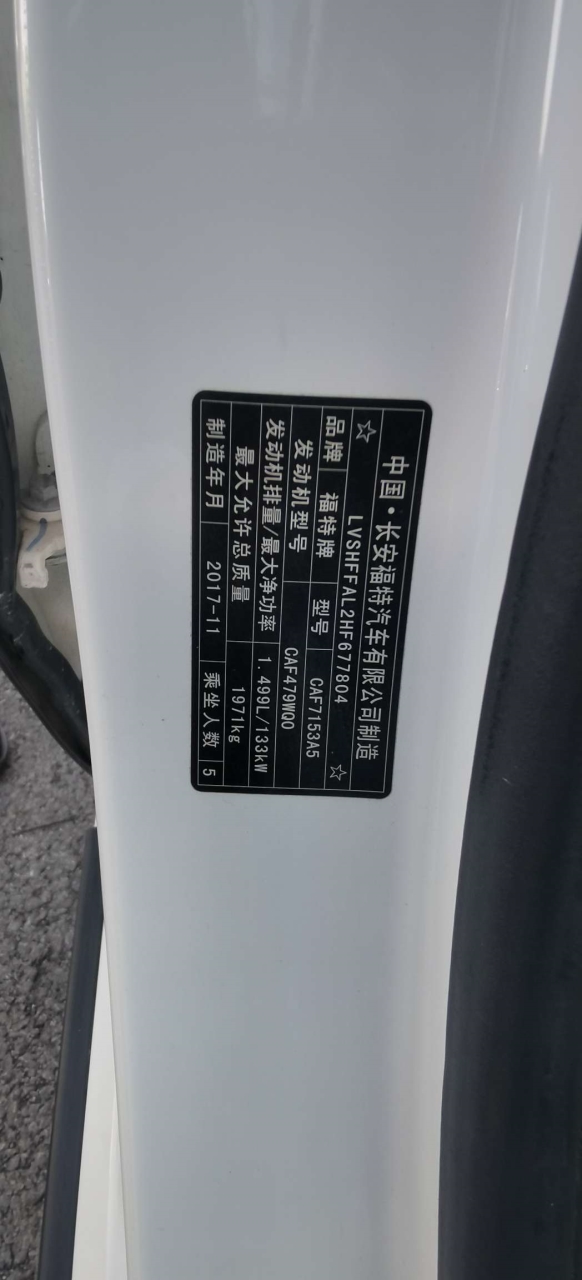 中国·长安福特汽车有限公司制造
☆ LVSHFFAL2HF677804 ☆
品牌 福特牌 型号 CAF7153A5
发动机型号 CAF479WQ0
发动机排量/最大净功率 1.499L/133kW
最大允许总质量 1971kg
制造年月 2017-11 乘坐人数 5